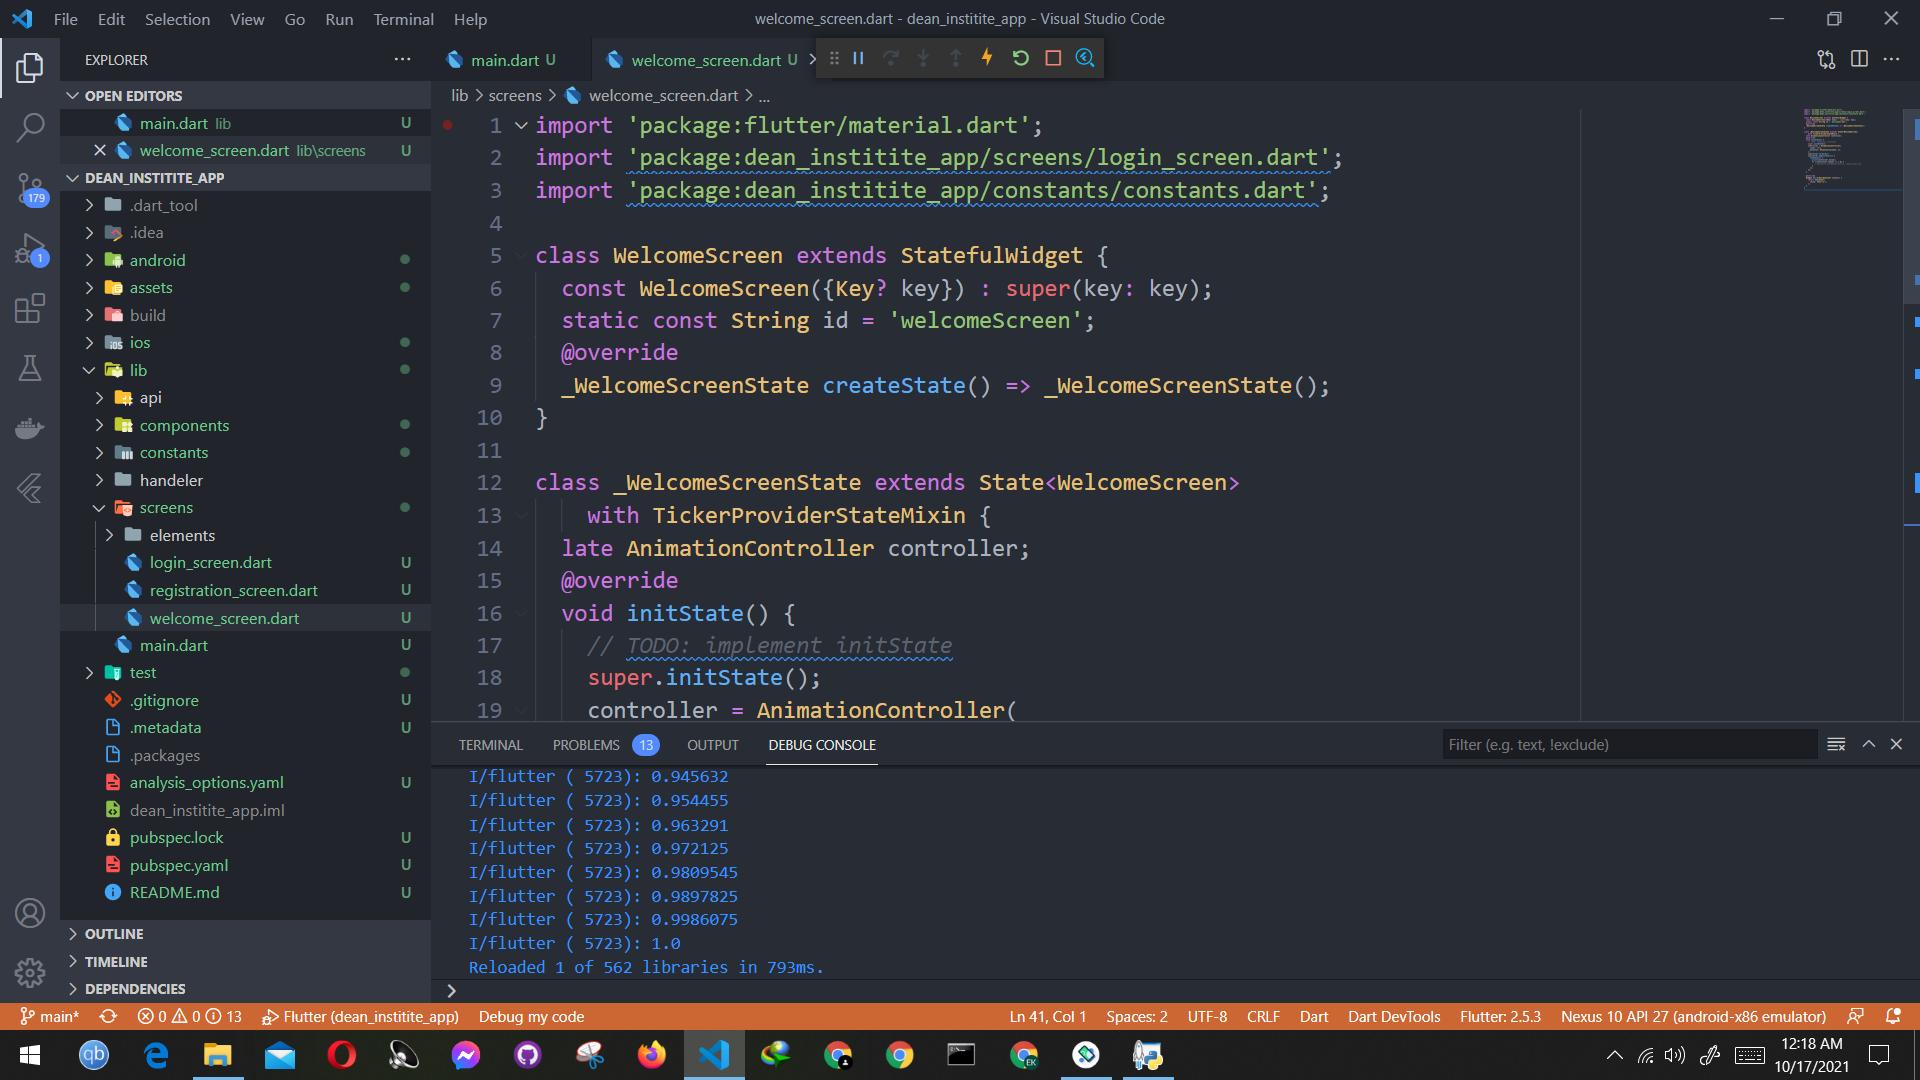 File Edit Selection View Go Run Terminal Help
welcome_screen.dart - dean_institite_app - Visual Studio Code
EXPLORER
OPEN EDITORS
main.dart lib U
welcome_screen.dart lib\screens U
DEAN_INSTITITE_APP
.dart_tool
.idea
android
assets
build
ios
lib
api
components
constants
handeler
screens
elements
login_screen.dart U
registration_screen.dart U
welcome_screen.dart U
main.dart U
test
.gitignore U
.metadata U
.packages
analysis_options.yaml U
dean_institite_app.iml
pubspec.lock U
pubspec.yaml U
README.md U
OUTLINE
TIMELINE
DEPENDENCIES
179
1
main.dart U
welcome_screen.dart U
lib > screens > welcome_screen.dart > ...
1 import 'package:flutter/material.dart';
2 import 'package:dean_institite_app/screens/login_screen.dart';
3 import 'package:dean_institite_app/constants/constants.dart';
4
5 class WelcomeScreen extends StatefulWidget {
6 const WelcomeScreen({Key? key}) : super(key: key);
7 static const String id = 'welcomeScreen';
8 @override
9 _WelcomeScreenState createState() => _WelcomeScreenState();
10 }
11
12 class _WelcomeScreenState extends State<WelcomeScreen>
13 with TickerProviderStateMixin {
14 late AnimationController controller;
15 @override
16 void initState() {
17 // TODO: implement initState
18 super.initState();
19 controller = AnimationController(
TERMINAL PROBLEMS 13 OUTPUT DEBUG CONSOLE
Filter (e.g. text, !exclude)
I/flutter ( 5723): 0.945632
I/flutter ( 5723): 0.954455
I/flutter ( 5723): 0.963291
I/flutter ( 5723): 0.972125
I/flutter ( 5723): 0.9809545
I/flutter ( 5723): 0.9897825
I/flutter ( 5723): 0.9986075
I/flutter ( 5723): 1.0
Reloaded 1 of 562 libraries in 793ms.
>
main* 0 0 13 Flutter (dean_institite_app) Debug my code
Ln 41, Col 1 Spaces: 2 UTF-8 CRLF Dart Dart DevTools Flutter: 2.5.3 Nexus 10 API 27 (android-x86 emulator)
qb
EK
12:18 AM
10/17/2021